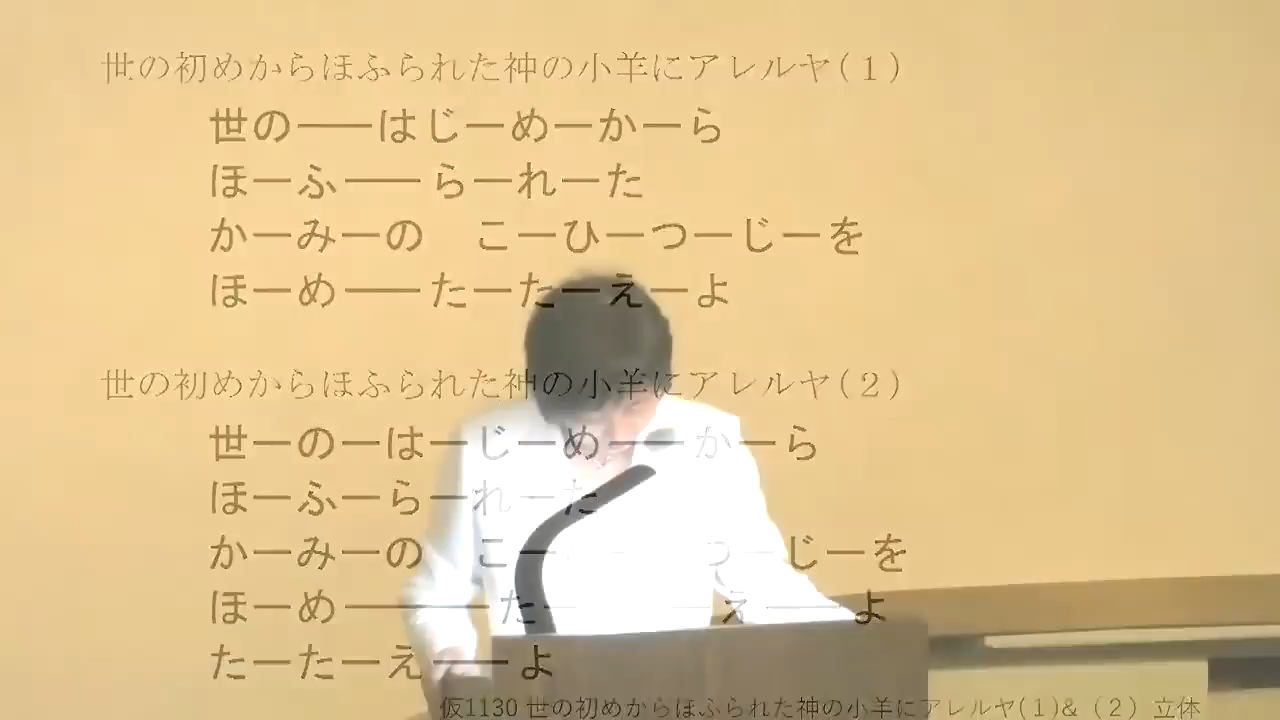 世の初めからほふられた神の小羊にアレルヤ(1)
世の――はじーめーかーら
ほーふ――らーれーた
かーみーの　こーひーつーじーを
ほーめ――たーたーえーよ
世の初めからほふられた神の小羊にアレルヤ(2)
世ーのーはーじーめ――かーら
ほーふーらーれーた
かーみーの　こー つーじーを
ほーめ――――た え――よ
たーたーえ――よ
仮1130 世の初めからほふられた神の小羊にアレルヤ(1)&（2）立体